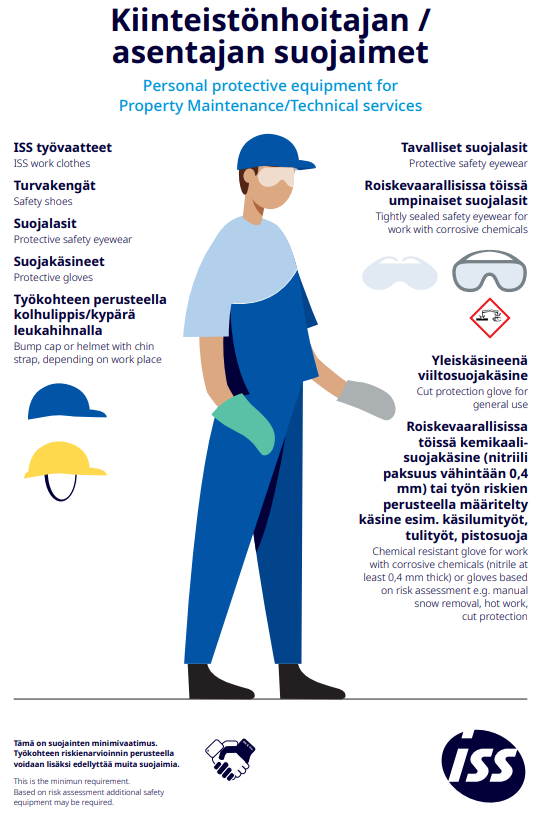 Kiinteistönhoitajan /
asentajan suojaimet
Personal protective equipment for
Property Maintenance/Technical services
ISS työvaatteet
ISS work clothes
Turvakengät
Safety shoes
Suojalasit
Protective safety eyewear
Suojakäsineet
Protective gloves
Työkohteen perusteella
kolhulippis/kypärä
leukahihnalla
Bump cap or helmet with chin
strap, depending on work place
Tavalliset suojalasit
Protective safety eyewear
Roiskevaarallisissa töissä
umpinaiset suojalasit
Tightly sealed safety eyewear for
work with corrosive chemicals
Yleiskäsineenä
viiltosuojakäsine
Cut protection glove for
general use
Roiskevaarallisissa
töissä kemikaali-
suojakäsine (nitriili
paksuus vähintään 0,4
mm) tai työn riskien
perusteella määritelty
käsine esim. käsilumityöt,
tulityöt, pistosuoja
Chemical resistant glove for work
with corrosive chemicals (nitrile at
least 0,4 mm thick) or gloves based
on risk assessment e.g. manual
snow removal, hot work,
cut protection
Tämä on suojainten minimivaatimus.
Työkohteen riskienarvioinnin perusteella
voidaan lisäksi edellyttää muita suojaimia.
This is the minimun requirement.
Based on risk assessment additional safety
equipment may be required.
ISS